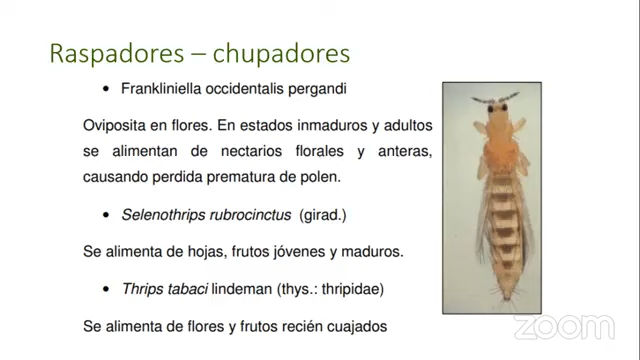 Raspadores – chupadores
• Frankliniella occidentalis pergandi
Oviposita en flores. En estados inmaduros y adultos
se alimentan de nectarios florales y anteras,
causando perdida prematura de polen.
• Selenothrips rubrocinctus (girad.)
Se alimenta de hojas, frutos jóvenes y maduros.
• Thrips tabaci lindeman (thys.: thripidae)
Se alimenta de flores y frutos recién cuajados
zoom